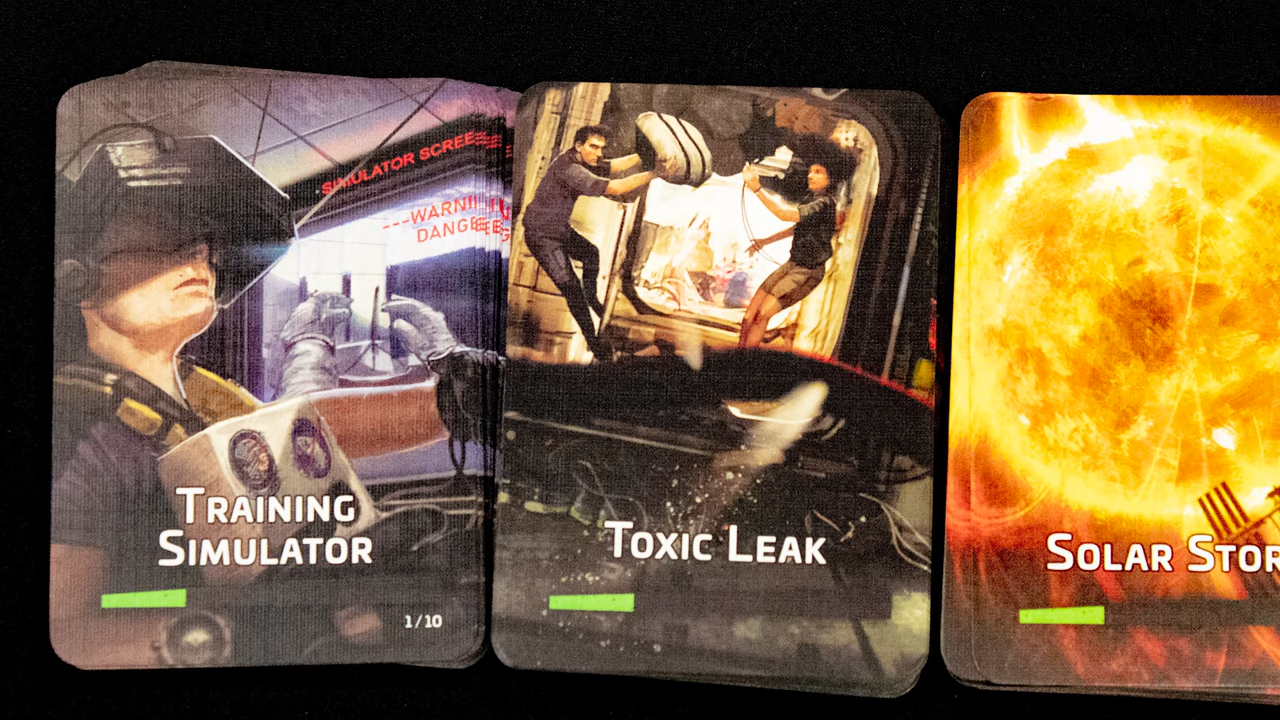 SIMULATOR SCREE
---WARNI
DANGE
TRAINING
SIMULATOR
1/10
TOXIC LEAK
SOLAR STOR